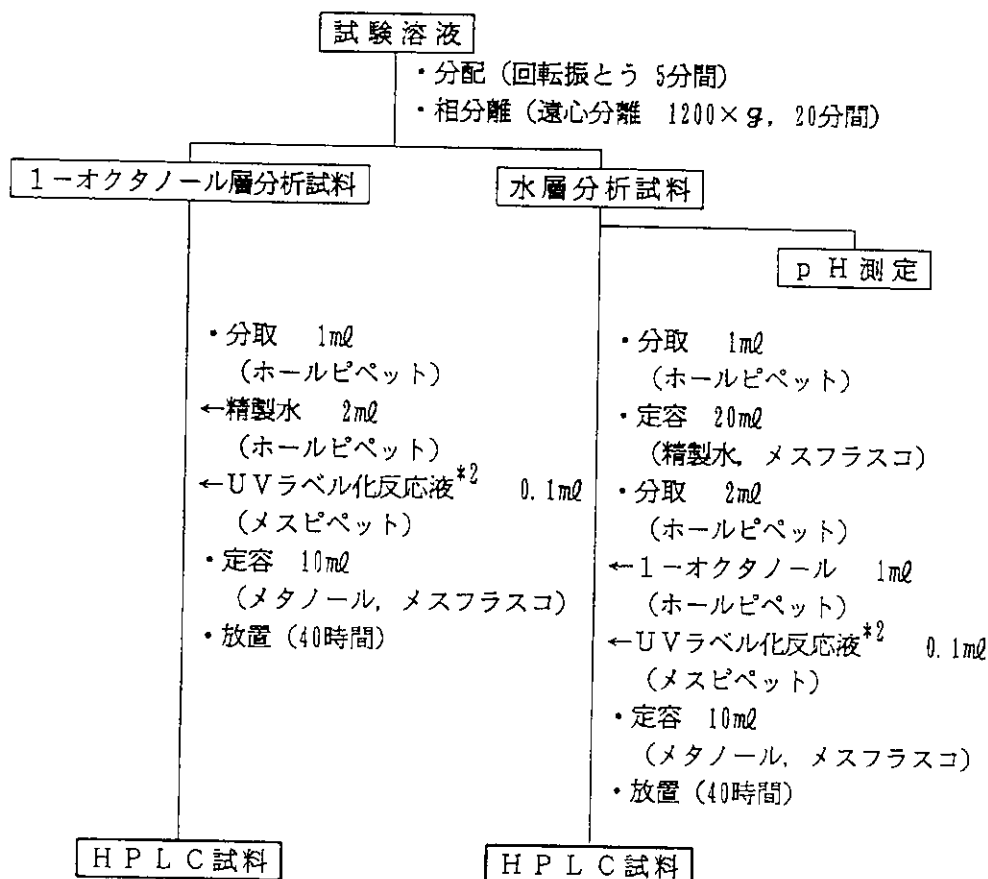 試験溶液
・分配（回転振とう 5分間）
・相分離（遠心分離 1200×g, 20分間）
1-オクタノール層分析試料
水層分析試料
pH測定
・分取 1mℓ
（ホールピペット）
←精製水 2mℓ
（ホールピペット）
←UVラベル化反応液*2 0.1mℓ
（メスピペット）
・定容 10mℓ
（メタノール, メスフラスコ）
・放置（40時間）
HPLC試料
・分取 1mℓ
（ホールピペット）
・定容 20mℓ
（精製水, メスフラスコ）
・分取 2mℓ
（ホールピペット）
←1-オクタノール 1mℓ
（ホールピペット）
←UVラベル化反応液*2 0.1mℓ
（メスピペット）
・定容 10mℓ
（メタノール, メスフラスコ）
・放置（40時間）
HPLC試料